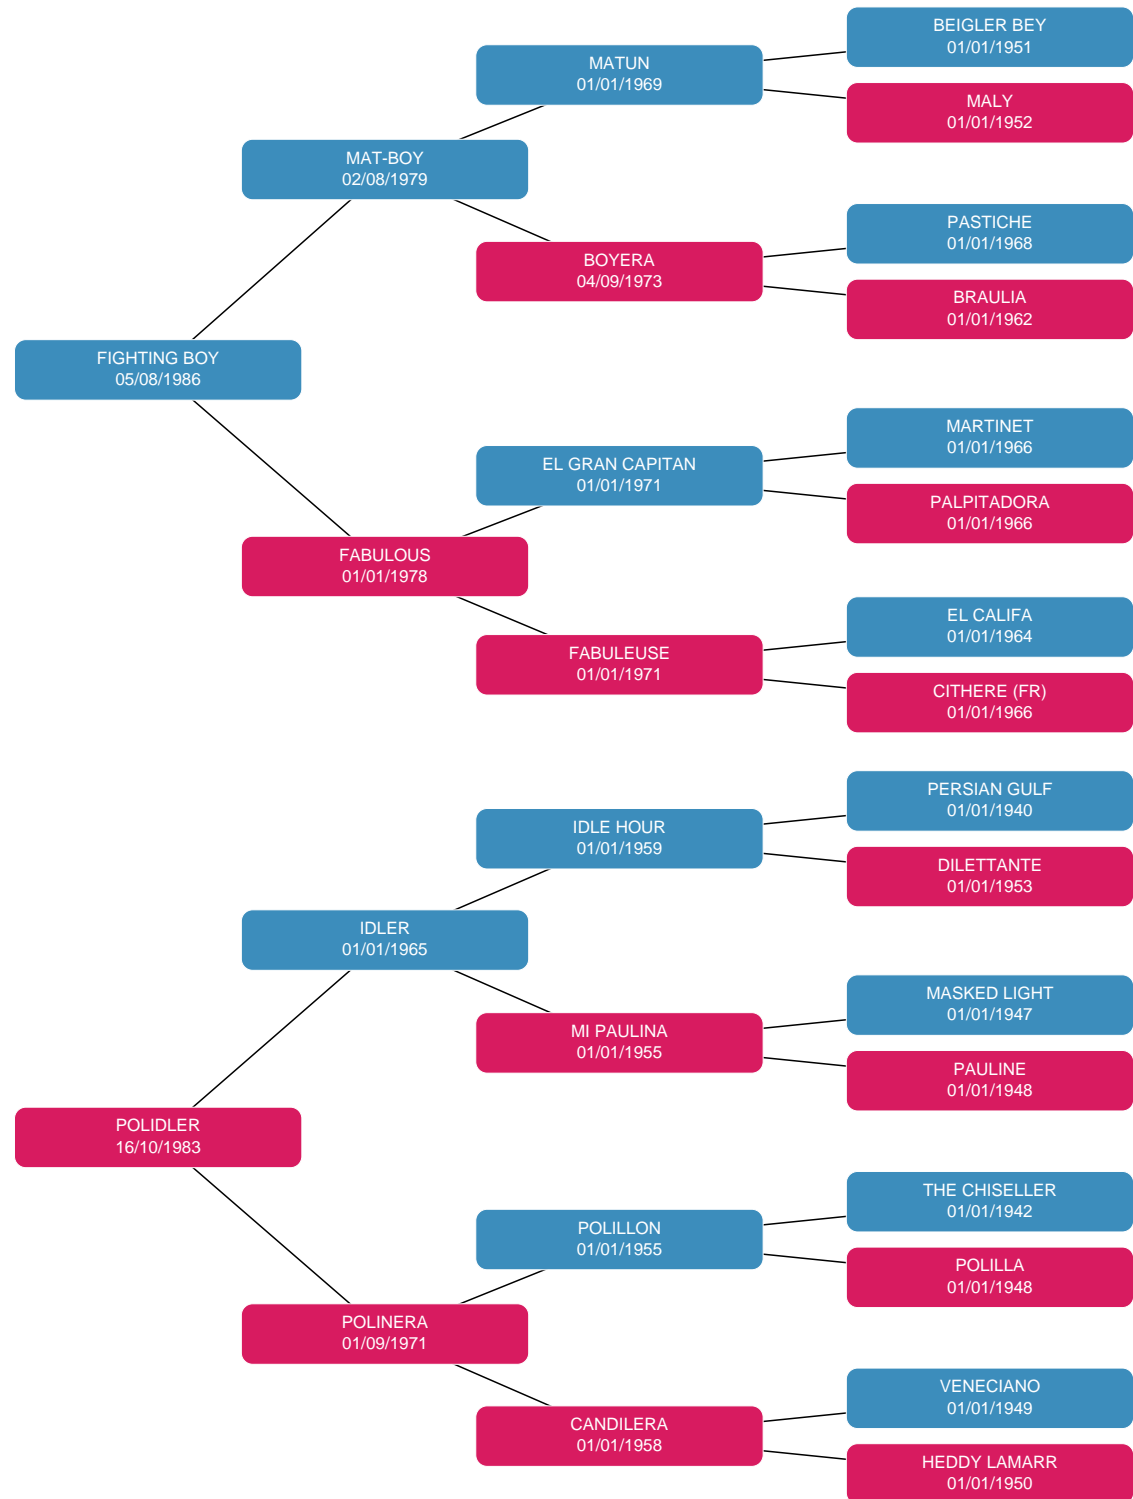 BEIGLER BEY
01/01/1951
MATUN
01/01/1969
MALY
01/01/1952
MAT-BOY
02/08/1979
PASTICHE
01/01/1968
BOYERA
04/09/1973
BRAULIA
01/01/1962
FIGHTING BOY
05/08/1986
MARTINET
01/01/1966
EL GRAN CAPITAN
01/01/1971
PALPITADORA
01/01/1966
FABULOUS
01/01/1978
EL CALIFA
01/01/1964
FABULEUSE
01/01/1971
CITHERE (FR)
01/01/1966
PERSIAN GULF
01/01/1940
IDLE HOUR
01/01/1959
DILETTANTE
01/01/1953
IDLER
01/01/1965
MASKED LIGHT
01/01/1947
MI PAULINA
01/01/1955
PAULINE
01/01/1948
POLIDLER
16/10/1983
THE CHISELLER
01/01/1942
POLILLON
01/01/1955
POLILLA
01/01/1948
POLINERA
01/09/1971
VENECIANO
01/01/1949
CANDILERA
01/01/1958
HEDDY LAMARR
01/01/1950